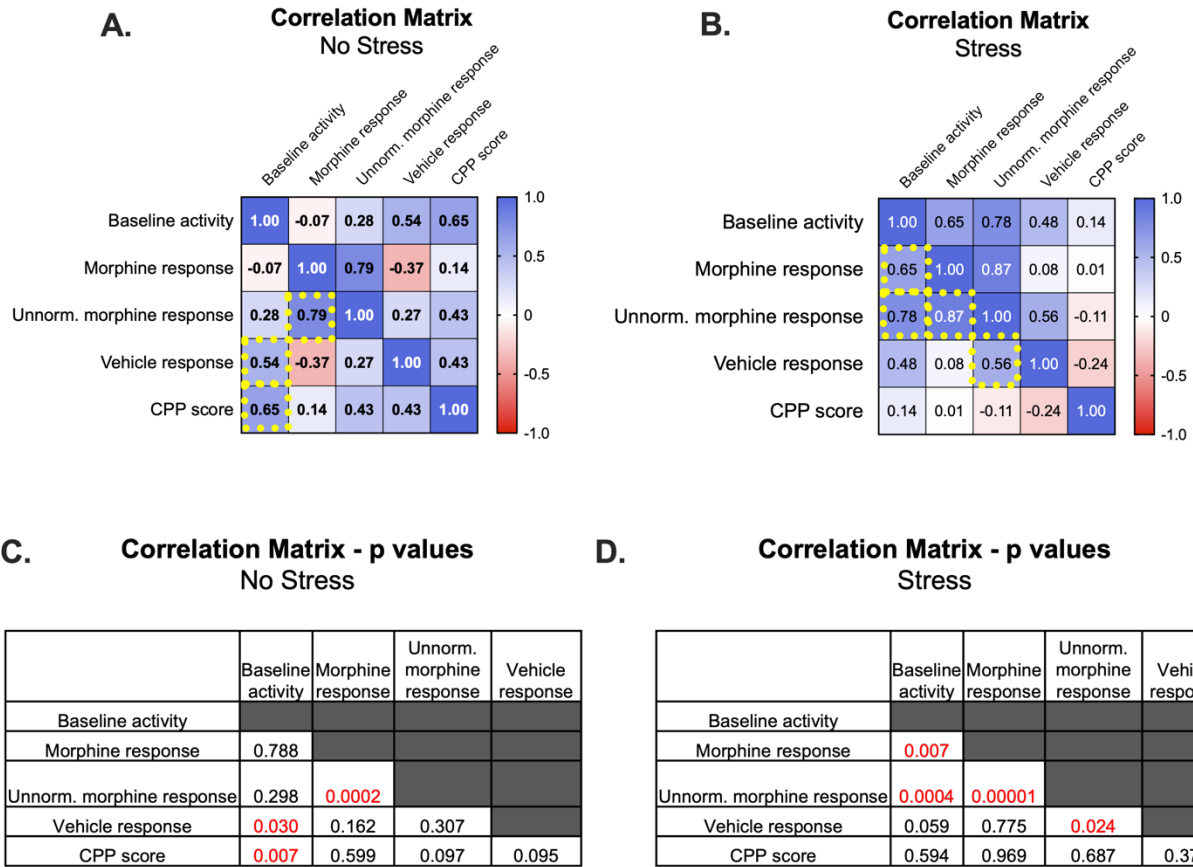 A.
Correlation Matrix
No Stress
Baseline activity
Morphine response
Unnorm. morphine response
Vehicle response
CPP score
Baseline activity 1.00 -0.07 0.28 0.54 0.65
Morphine response -0.07 1.00 0.79 -0.37 0.14
Unnorm. morphine response 0.28 0.79 1.00 0.27 0.43
Vehicle response 0.54 -0.37 0.27 1.00 0.43
CPP score 0.65 0.14 0.43 0.43 1.00
1.0
0.5
0
-0.5
-1.0
B.
Correlation Matrix
Stress
Baseline activity
Morphine response
Unnorm. morphine response
Vehicle response
CPP score
Baseline activity 1.00 0.65 0.78 0.48 0.14
Morphine response 0.65 1.00 0.87 0.08 0.01
Unnorm. morphine response 0.78 0.87 1.00 0.56 -0.11
Vehicle response 0.48 0.08 0.56 1.00 -0.24
CPP score 0.14 0.01 -0.11 -0.24 1.00
1.0
0.5
0
-0.5
-1.0
C.
Correlation Matrix - p values
No Stress
Baseline activity
Morphine response
Unnorm. morphine response
Vehicle response
Baseline activity
Morphine response 0.788
Unnorm. morphine response 0.298 0.0002
Vehicle response 0.030 0.162 0.307
CPP score 0.007 0.599 0.097 0.095
D.
Correlation Matrix - p values
Stress
Baseline activity
Morphine response
Unnorm. morphine response
Baseline activity
Morphine response 0.007
Unnorm. morphine response 0.0004 0.00001
Vehicle response 0.059 0.775 0.024
CPP score 0.594 0.969 0.687